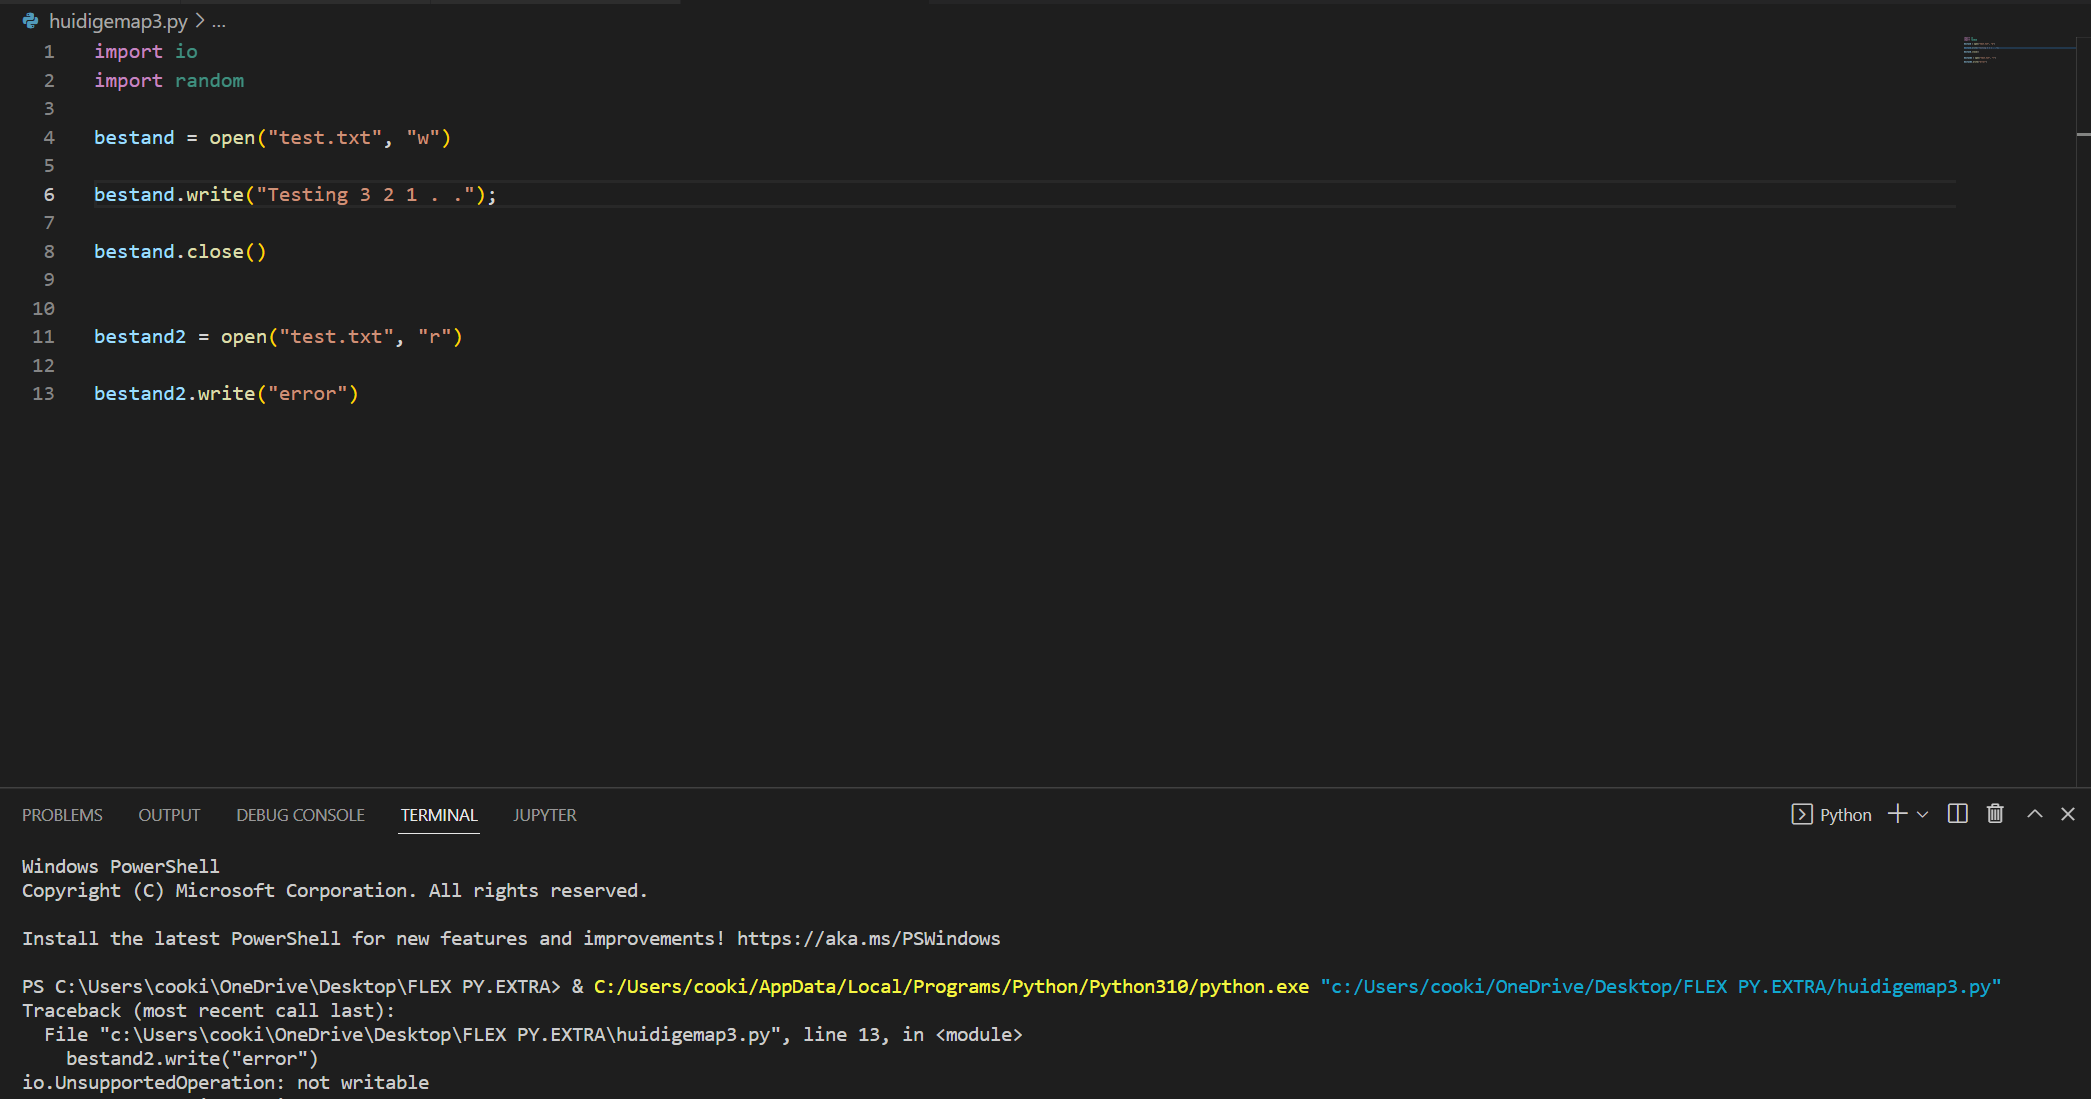 huidigemap3.py > ...
1 import io
2 import random
3
4 bestand = open("test.txt", "w")
5
6 bestand.write("Testing 3 2 1 . .");
7
8 bestand.close()
9
10
11 bestand2 = open("test.txt", "r")
12
13 bestand2.write("error")
PROBLEMS OUTPUT DEBUG CONSOLE TERMINAL JUPYTER Python
Windows PowerShell
Copyright (C) Microsoft Corporation. All rights reserved.
Install the latest PowerShell for new features and improvements! https://aka.ms/PSWindows
PS C:\Users\cooki\OneDrive\Desktop\FLEX PY.EXTRA> & C:/Users/cooki/AppData/Local/Programs/Python/Python310/python.exe "c:/Users/cooki/OneDrive/Desktop/FLEX PY.EXTRA/huidigemap3.py"
Traceback (most recent call last):
  File "c:\Users\cooki\OneDrive\Desktop\FLEX PY.EXTRA\huidigemap3.py", line 13, in <module>
    bestand2.write("error")
io.UnsupportedOperation: not writable